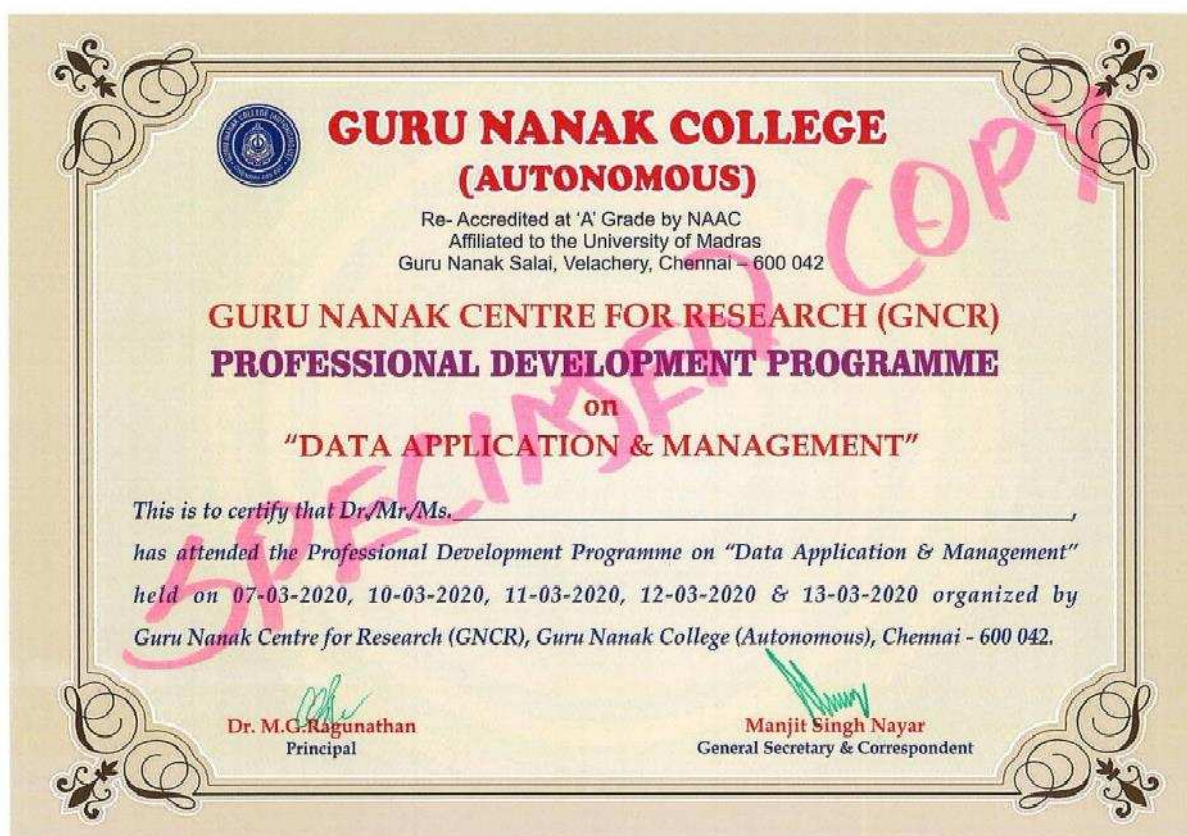 GURU NANAK COLLEGE
(AUTONOMOUS)
Re- Accredited at 'A' Grade by NAAC
Affiliated to the University of Madras
Guru Nanak Salai, Velachery, Chennai – 600 042
GURU NANAK CENTRE FOR RESEARCH (GNCR)
PROFESSIONAL DEVELOPMENT PROGRAMME
on
“DATA APPLICATION & MANAGEMENT”
This is to certify that Dr./Mr./Ms.____________________,
has attended the Professional Development Programme on “Data Application & Management”
held on 07-03-2020, 10-03-2020, 11-03-2020, 12-03-2020 & 13-03-2020 organized by
Guru Nanak Centre for Research (GNCR), Guru Nanak College (Autonomous), Chennai - 600 042.
SPECIMEN COPY
Dr. M.G.Ragunathan
Principal
Manjit Singh Nayar
General Secretary & Correspondent